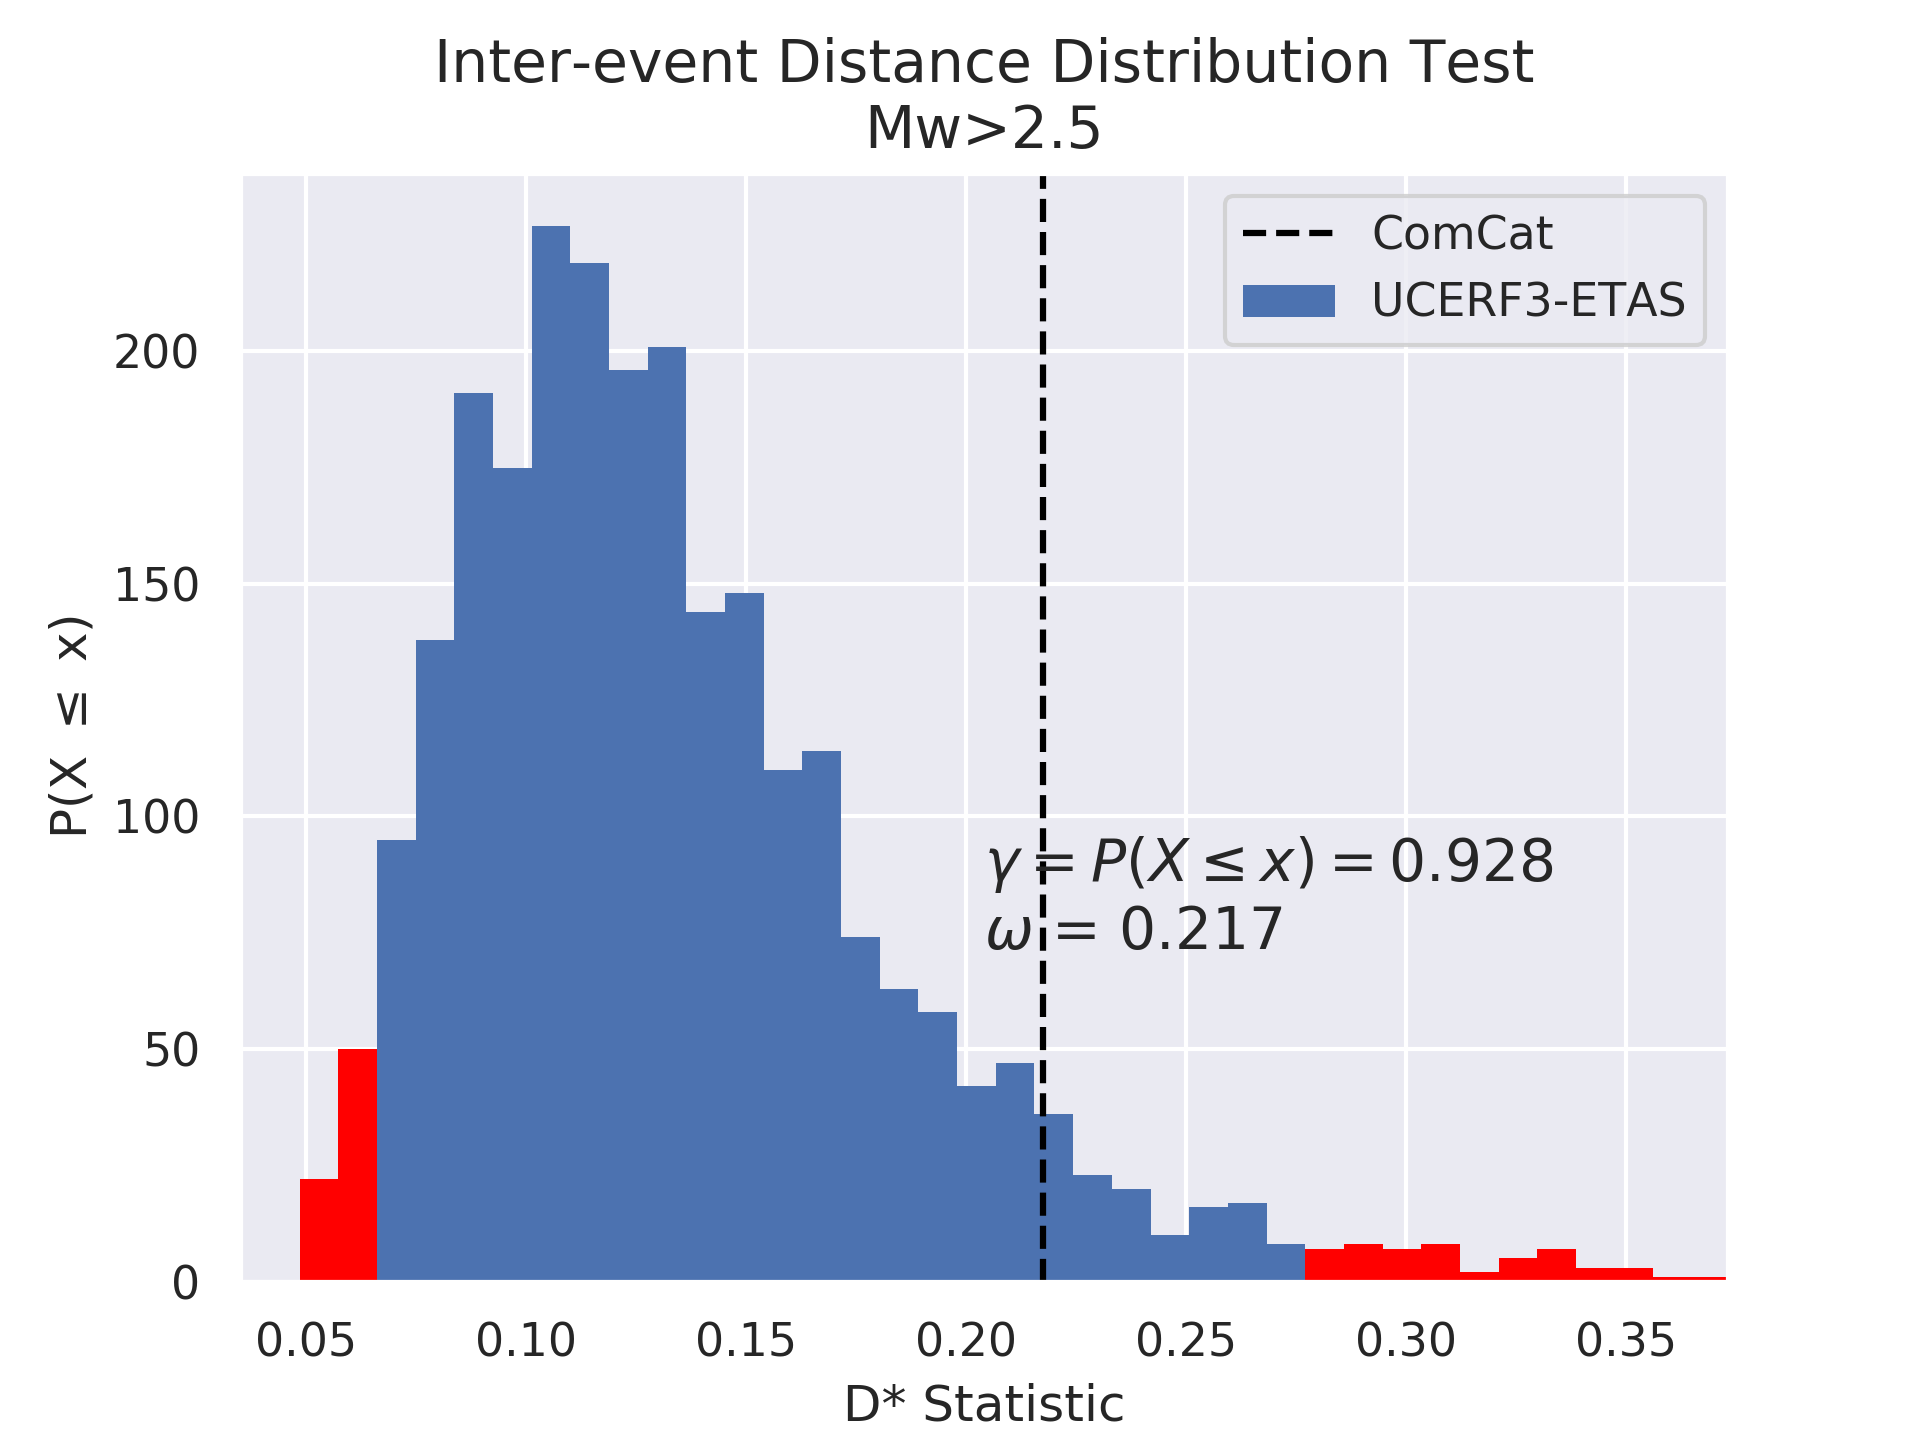 Inter-event Distance Distribution Test
Mw>2.5
ComCat
UCERF3-ETAS
200
150
100
50
0
P(X ≤ x)
γ = P(X ≤ x) = 0.928
ω = 0.217
0.05 0.10 0.15 0.20 0.25 0.30 0.35
D* Statistic